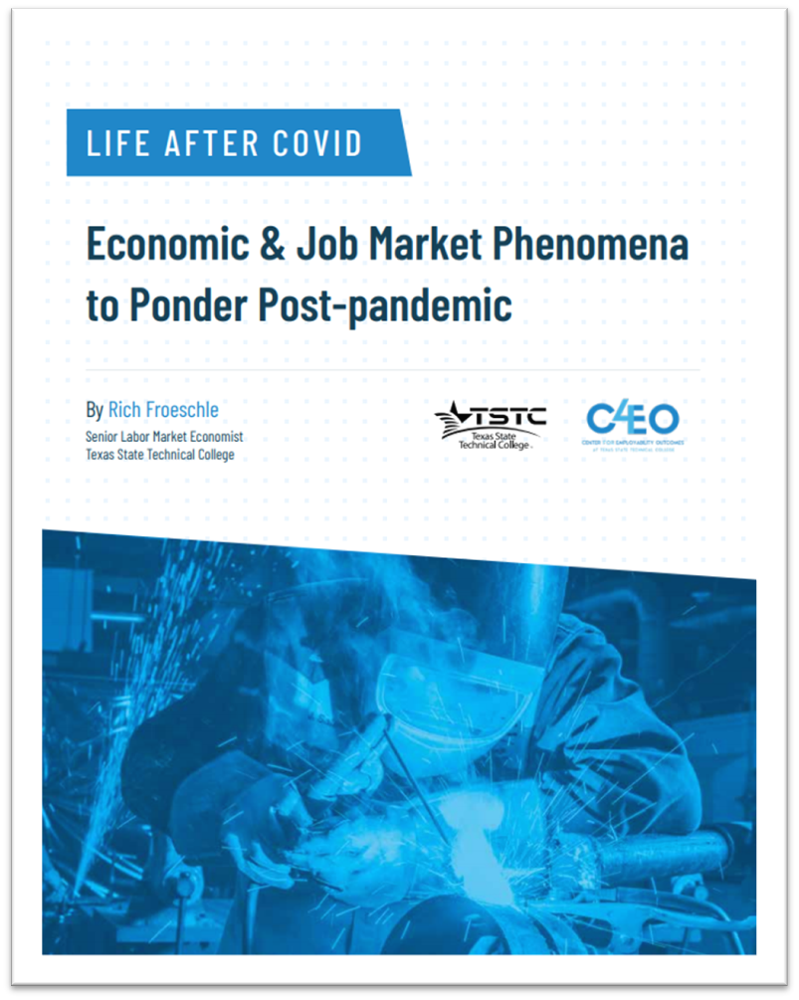 LIFE AFTER COVID
Economic & Job Market Phenomena
to Ponder Post-pandemic
By Rich Froeschle
Senior Labor Market Economist
Texas State Technical College
TSTC
Texas State
Technical College
C4EO
CENTER FOR EMPLOYABILITY OUTCOMES
AT TEXAS STATE TECHNICAL COLLEGE